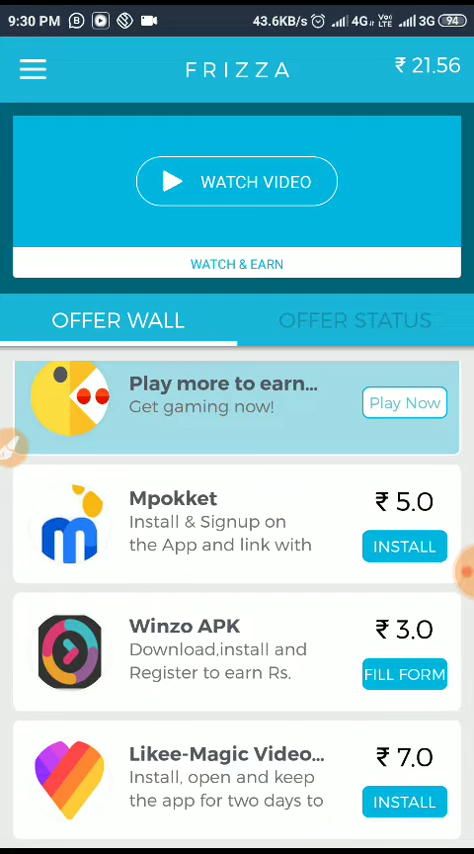 9:30 PM 43.6KB/s 4G VoLTE 3G 94
FRIZZA
₹ 21.56
WATCH VIDEO
WATCH & EARN
OFFER WALL
OFFER STATUS
Play more to earn...
Get gaming now!
Play Now
Mpokket
Install & Signup on
the App and link with
₹ 5.0
INSTALL
Winzo APK
Download,install and
Register to earn Rs.
₹ 3.0
FILL FORM
Likee-Magic Video...
Install, open and keep
the app for two days to
₹ 7.0
INSTALL